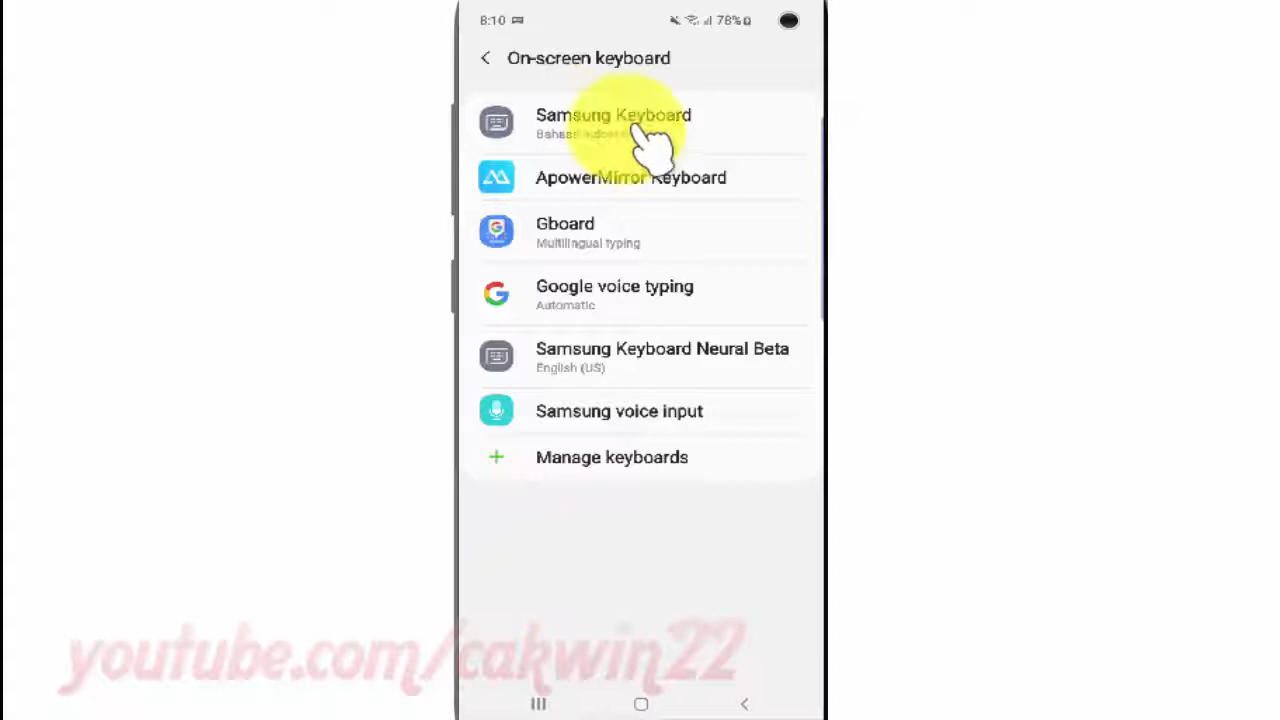 8:10 78%
On-screen keyboard
Samsung Keyboard
Bahasa
ApowerMirror Keyboard
Gboard
Multilingual typing
Google voice typing
Automatic
Samsung Keyboard Neural Beta
English (US)
Samsung voice input
Manage keyboards
youtube.com/cakwin22